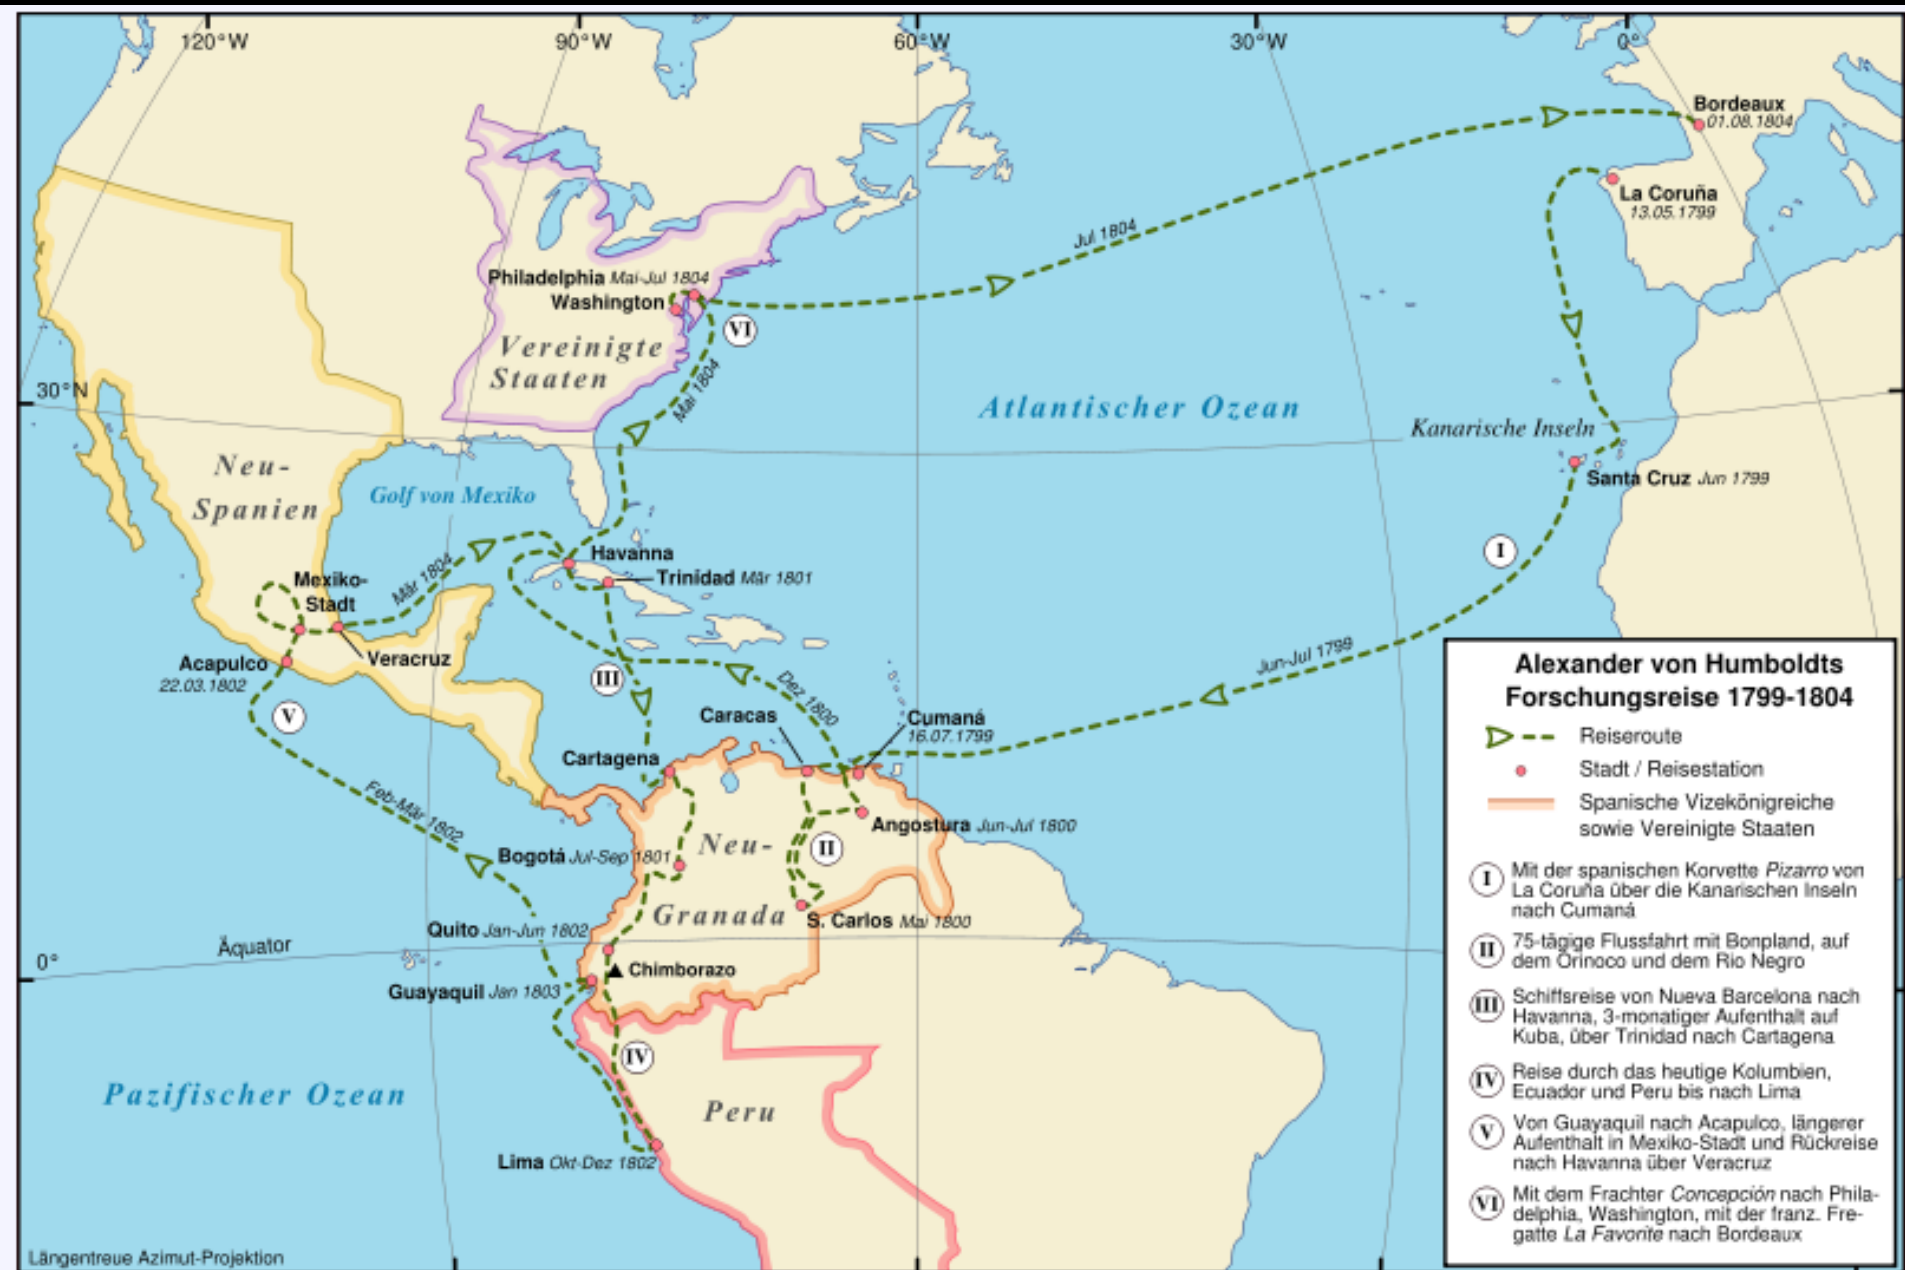 120°W
90°W
60°W
30°W
0°
Bordeaux
01.08.1804
La Coruña
13.05.1799
Jul 1804
Philadelphia Mai-Jul 1804
Washington
VI
Vereinigte
Staaten
Mai 1804
30°N
Atlantischer Ozean
Kanarische Inseln
Santa Cruz Jun 1799
Neu-
Spanien
Golf von Mexiko
I
Havanna
Trinidad Mär 1801
Mär 1804
Mexiko-
Stadt
Veracruz
Acapulco
22.03.1802
V
III
Jun-Jul 1799
Dez 1800
Caracas
Cumaná
16.07.1799
Cartagena
Feb-Mär 1802
Angostura Jun-Jul 1800
Neu-
Granada
II
Bogotá Jul-Sep 1801
S. Carlos Mai 1800
Quito Jan-Jun 1802
Äquator
0°
Chimborazo
Guayaquil Jan 1803
IV
Pazifischer Ozean
Peru
Lima Okt-Dez 1802
Längentreue Azimut-Projektion
Alexander von Humboldts
Forschungsreise 1799-1804
Reiseroute
Stadt / Reisestation
Spanische Vizekönigreiche
sowie Vereinigte Staaten
I Mit der spanischen Korvette Pizarro von
La Coruña über die Kanarischen Inseln
nach Cumaná
II 75-tägige Flussfahrt mit Bonpland, auf
dem Orinoco und dem Rio Negro
III Schiffsreise von Nueva Barcelona nach
Havanna, 3-monatiger Aufenthalt auf
Kuba, über Trinidad nach Cartagena
IV Reise durch das heutige Kolumbien,
Ecuador und Peru bis nach Lima
V Von Guayaquil nach Acapulco, längerer
Aufenthalt in Mexiko-Stadt und Rückreise
nach Havanna über Veracruz
VI Mit dem Frachter Concepción nach Phila-
delphia, Washington, mit der franz. Fre-
gatte La Favorite nach Bordeaux